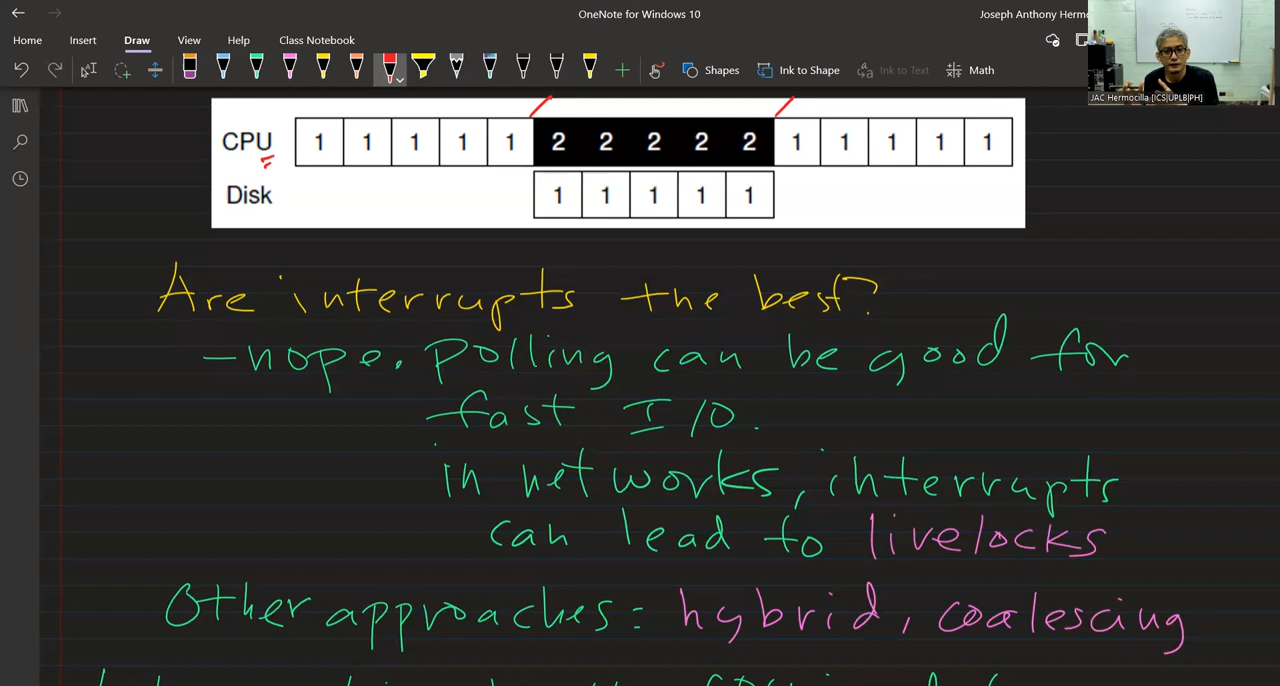 OneNote for Windows 10
Joseph Anthony Hermo
Home Insert Draw View Help Class Notebook
Shapes Ink to Shape Ink to Text Math
JAC Hermocilla [ICS|UPLB|PH]
CPU 1 1 1 1 1 2 2 2 2 2 1 1 1 1 1
Disk 1 1 1 1 1
Are interrupts the best?
- nope. Polling can be good for
fast I/O.
in networks, interrupts
can lead to livelocks
Other approaches: hybrid, coalescing